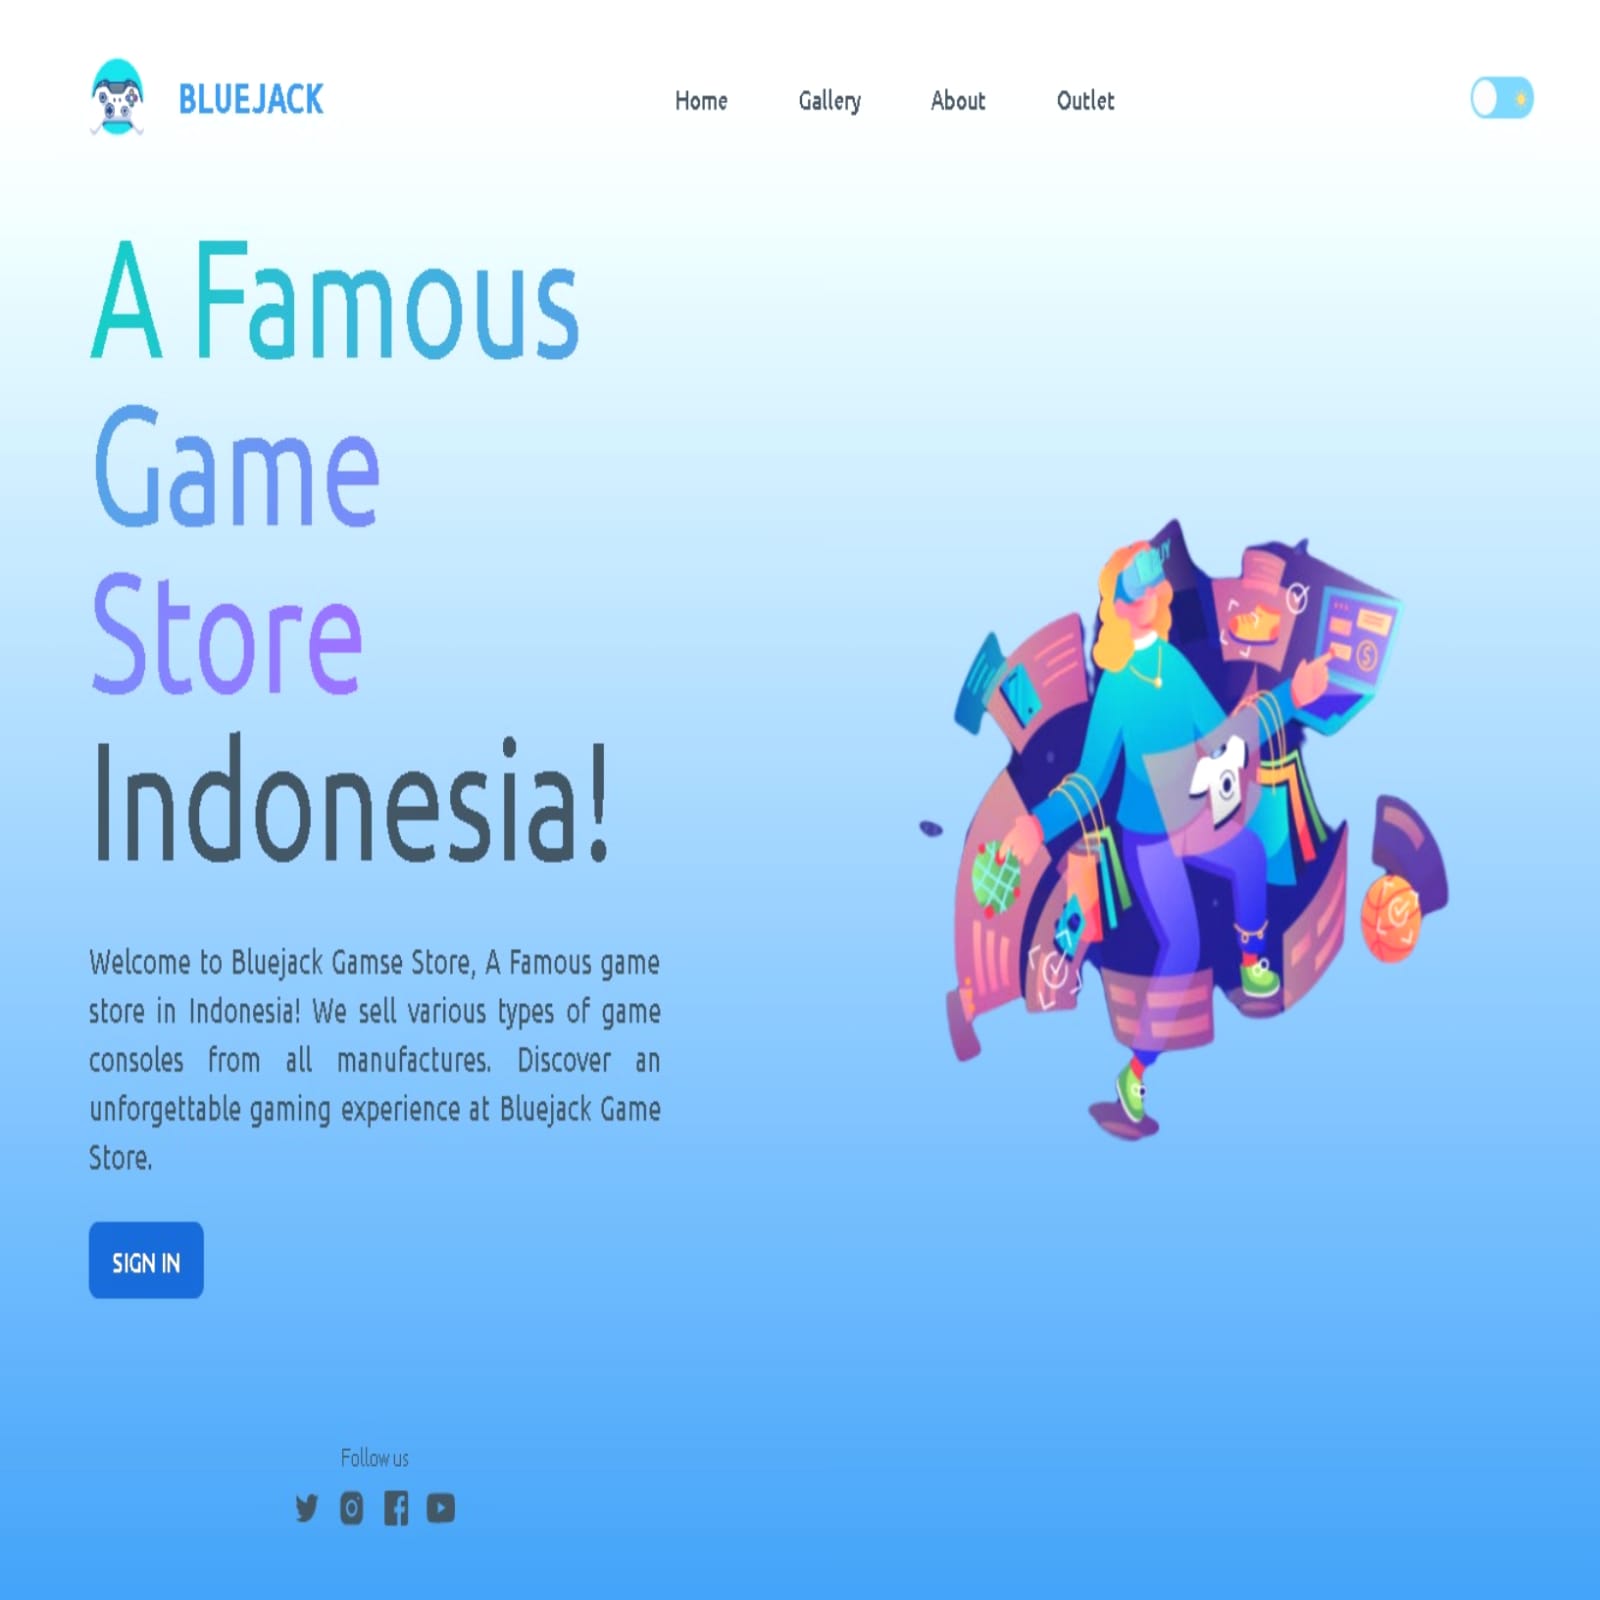 BLUEJACK
Home
Gallery
About
Outlet
A Famous
Game
Store
Indonesia!
Welcome to Bluejack Gamse Store, A Famous game
store in Indonesia! We sell various types of game
consoles from all manufactures. Discover an
unforgettable gaming experience at Bluejack Game
Store.
SIGN IN
Follow us